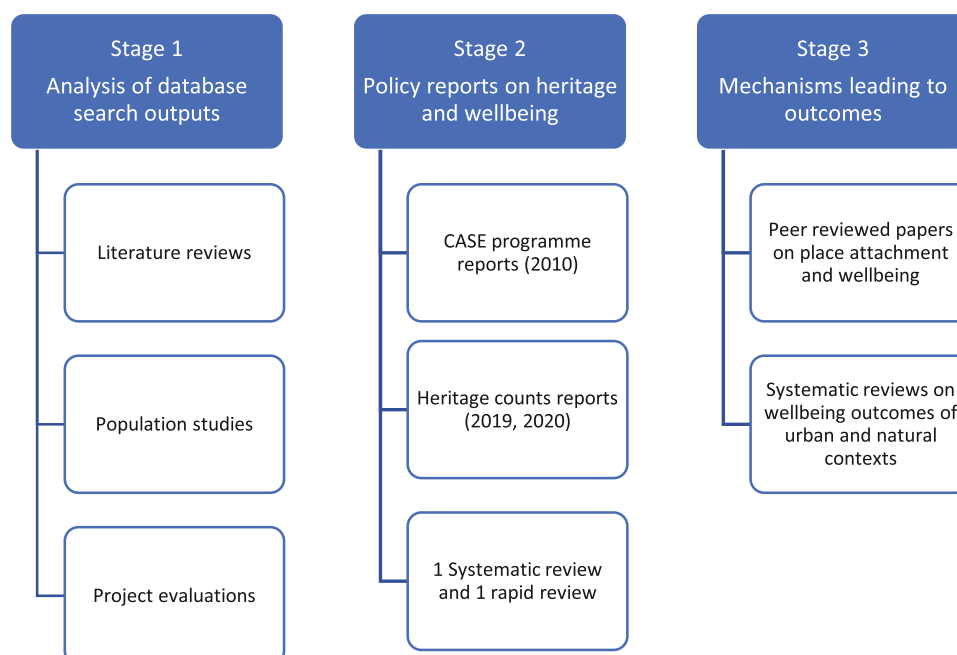 Stage 1
Analysis of database
search outputs
Literature reviews
Population studies
Project evaluations
Stage 2
Policy reports on heritage
and wellbeing
CASE programme
reports (2010)
Heritage counts reports
(2019, 2020)
1 Systematic review
and 1 rapid review
Stage 3
Mechanisms leading to
outcomes
Peer reviewed papers
on place attachment
and wellbeing
Systematic reviews on
wellbeing outcomes of
urban and natural
contexts